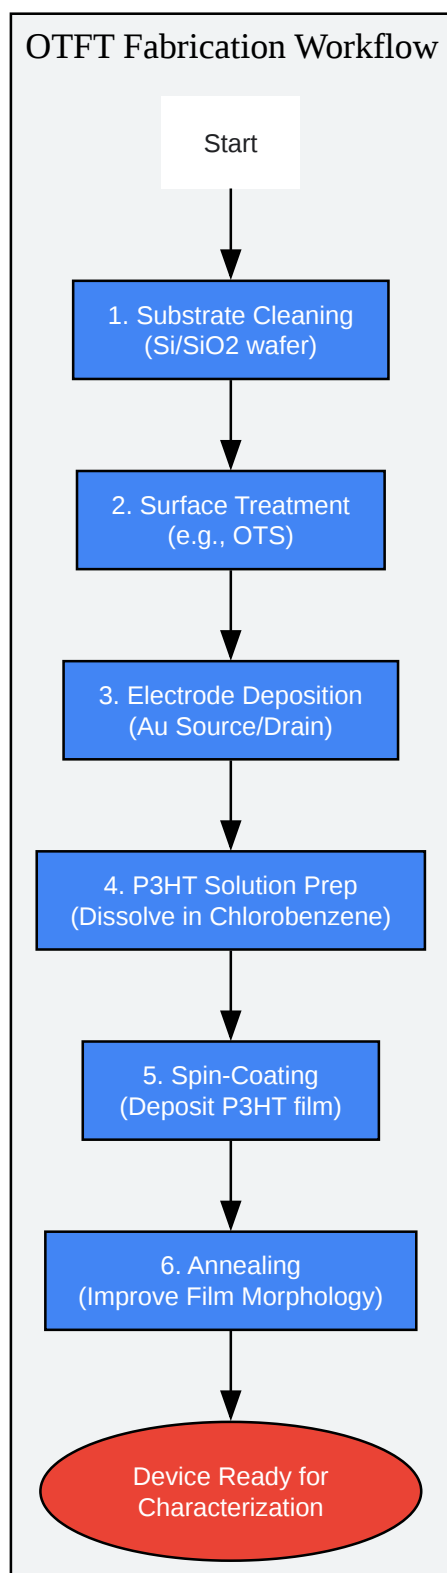 OTFT Fabrication Workflow
Start
1. Substrate Cleaning
(Si/SiO2 wafer)
2. Surface Treatment
(e.g., OTS)
3. Electrode Deposition
(Au Source/Drain)
4. P3HT Solution Prep
(Dissolve in Chlorobenzene)
5. Spin-Coating
(Deposit P3HT film)
6. Annealing
(Improve Film Morphology)
Device Ready for
Characterization